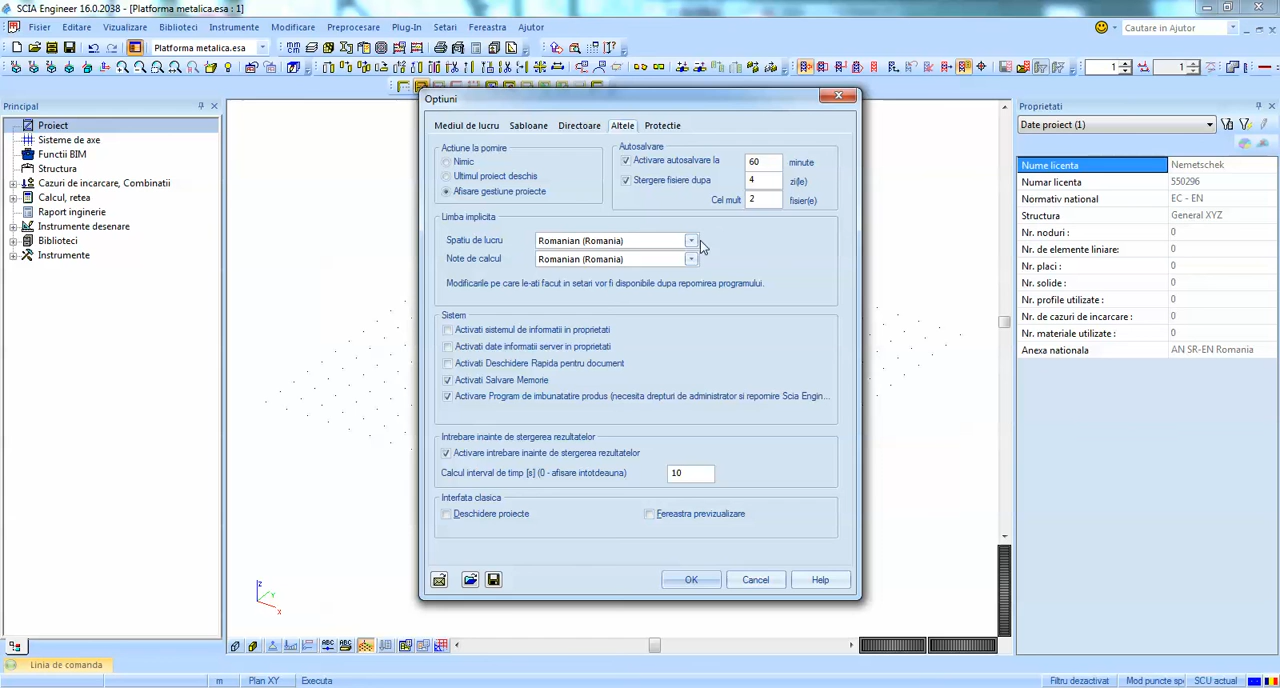 SCIA Engineer 16.0.2038 - [Platforma metalica.esa : 1]
Fisier Editare Vizualizare Biblioteci Instrumente Modificare Preprocesare Plug-In Setari Fereastra Ajutor
Cautare in Ajutor
Platforma metalica.esa
1 1
Principal
Proiect
Sisteme de axe
Functii BIM
Structura
Cazuri de incarcare, Combinatii
Calcul, retea
Raport inginerie
Instrumente desenare
Biblioteci
Instrumente
Optiuni
Mediul de lucru Sabloane Directoare Altele Protectie
Actiune la pornire
Nimic
Ultimul proiect deschis
Afisare gestiune proiecte
Autosalvare
Activare autosalvare la 60 minute
Stergere fisiere dupa 4 zi(le)
Cel mult 2 fisier(e)
Limba implicita
Spatiu de lucru Romanian (Romania)
Note de calcul Romanian (Romania)
Modificarile pe care le-ati facut in setari vor fi disponibile dupa repornirea programului.
Sistem
Activati sistemul de informatii in proprietati
Activati date informatii server in proprietati
Activati Deschidere Rapida pentru document
Activati Salvare Memorie
Activare Program de imbunatatire produs (necesita drepturi de administrator si repornire Scia Engin...
Intrebare inainte de stergerea rezultatelor
Activare intrebare inainte de stergerea rezultatelor
Calcul interval de timp [s] (0 - afisare intotdeauna) 10
Interfata clasica
Deschidere proiecte Fereastra previzualizare
OK Cancel Help
Proprietati
Date proiect (1)
Nume licenta Nemetschek
Numar licenta 550296
Normativ national EC - EN
Structura General XYZ
Nr. noduri : 0
Nr. de elemente liniare: 0
Nr. placi : 0
Nr. solide : 0
Nr. profile utilizate : 0
Nr. de cazuri de incarcare : 0
Nr. materiale utilizate : 0
Anexa nationala AN SR-EN Romania
Z
Y
X
Linia de comanda
m Plan XY Executa Filtru dezactivat Mod puncte sp SCU actual